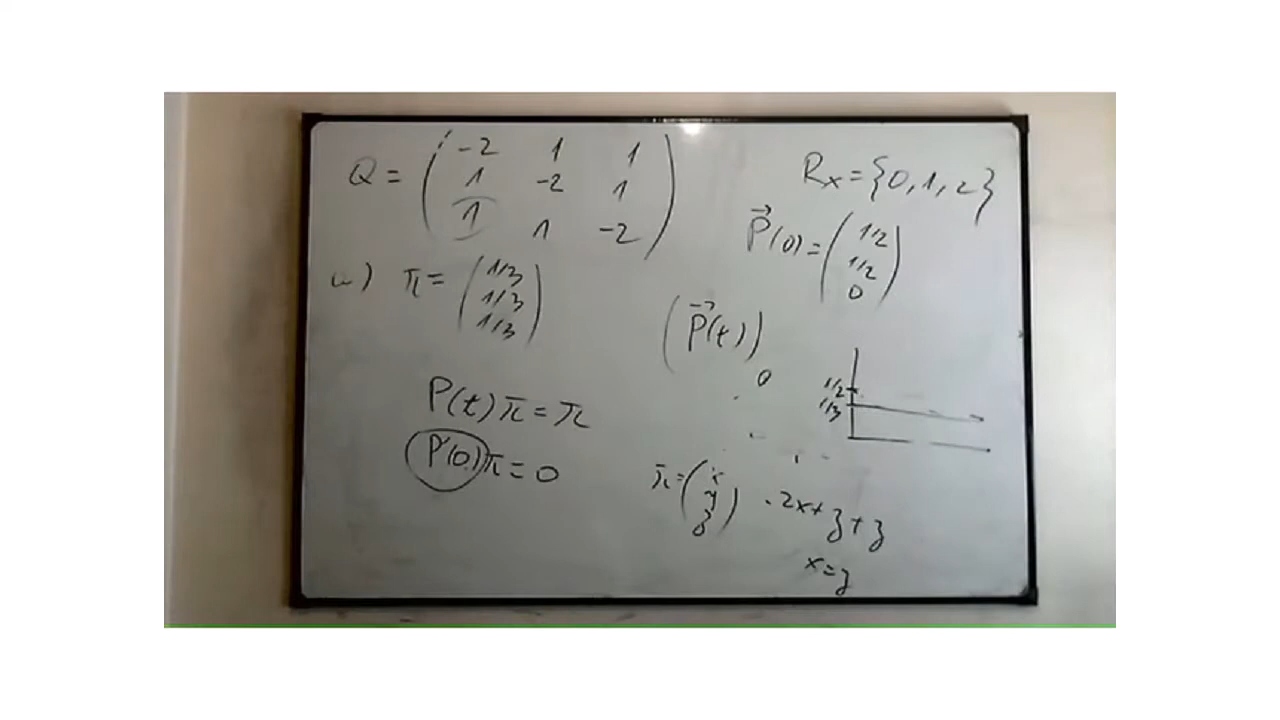 Q = ( -2 1 1
1 -2 1
1 1 -2 )
Rx = {0, 1, 2}
P(0) = ( 1/2
1/2
0 )
π = ( 1/3
1/3
1/3 )
( P(t) )
0
1/2
1/3
P(t) π = π
P'(0) π = 0
π = ( x
y
z )
-2x + z + z
x = z